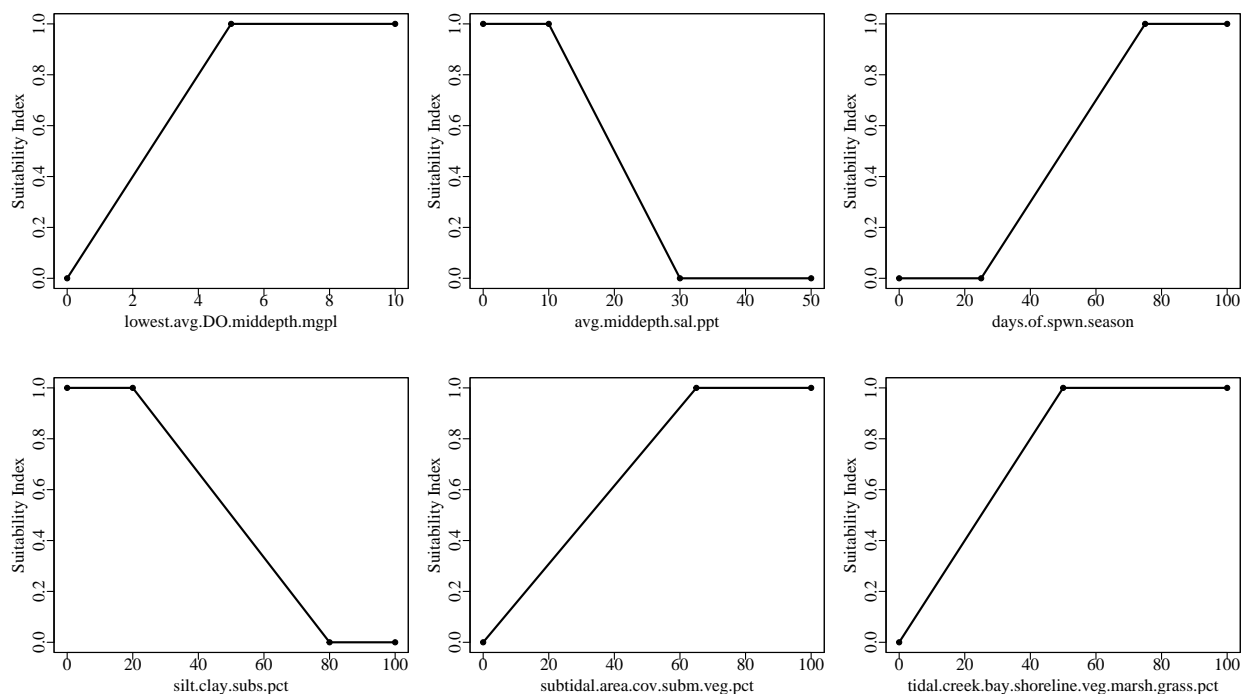 Suitability Index
0.0 0.2 0.4 0.6 0.8 1.0
0 2 4 6 8 10
lowest.avg.DO.middepth.mgpl
Suitability Index
0.0 0.2 0.4 0.6 0.8 1.0
0 10 20 30 40 50
avg.middepth.sal.ppt
Suitability Index
0.0 0.2 0.4 0.6 0.8 1.0
0 20 40 60 80 100
days.of.spwn.season
Suitability Index
0.0 0.2 0.4 0.6 0.8 1.0
0 20 40 60 80 100
silt.clay.subs.pct
Suitability Index
0.0 0.2 0.4 0.6 0.8 1.0
0 20 40 60 80 100
subtidal.area.cov.subm.veg.pct
Suitability Index
0.0 0.2 0.4 0.6 0.8 1.0
0 20 40 60 80 100
tidal.creek.bay.shoreline.veg.marsh.grass.pct